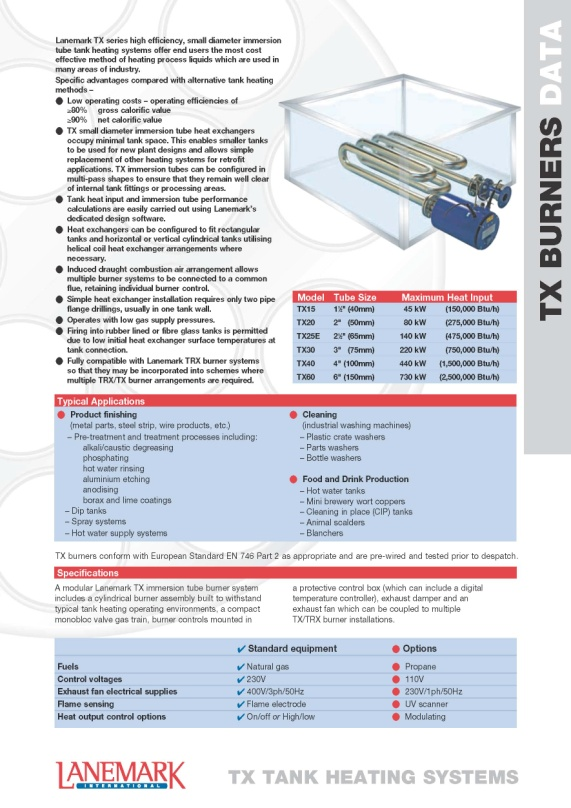 TX BURNERS DATA
Lanemark TX series high efficiency, small diameter immersion
tube tank heating systems offer end users the most cost
effective method of heating process liquids which are used in
many areas of industry.
Specific advantages compared with alternative tank heating
methods –
● Low operating costs – operating efficiencies of
≥80% gross calorific value
≥90% net calorific value
● TX small diameter immersion tube heat exchangers
occupy minimal tank space. This enables smaller tanks
to be used for new plant designs and allows simple
replacement of other heating systems for retrofit
applications. TX immersion tubes can be configured in
multi-pass shapes to ensure that they remain well clear
of internal tank fittings or processing areas.
● Tank heat input and immersion tube performance
calculations are easily carried out using Lanemark's
dedicated design software.
● Heat exchangers can be configured to fit rectangular
tanks and horizontal or vertical cylindrical tanks utilising
helical coil heat exchanger arrangements where
necessary.
● Induced draught combustion air arrangement allows
multiple burner systems to be connected to a common
flue, retaining individual burner control.
● Simple heat exchanger installation requires only two pipe
flange drillings, usually in one tank wall.
● Operates with low gas supply pressures.
● Firing into rubber lined or fibre glass tanks is permitted
due to low initial heat exchanger surface temperatures at
tank connection.
● Fully compatible with Lanemark TRX burner systems
so that they may be incorporated into schemes where
multiple TRX/TX burner arrangements are required.
Model Tube Size Maximum Heat Input
TX15 1½" (40mm) 45 kW (150,000 Btu/h)
TX20 2" (50mm) 80 kW (275,000 Btu/h)
TX25E 2½" (65mm) 140 kW (475,000 Btu/h)
TX30 3" (75mm) 220 kW (750,000 Btu/h)
TX40 4" (100mm) 440 kW (1,500,000 Btu/h)
TX60 6" (150mm) 730 kW (2,500,000 Btu/h)
Typical Applications
● Product finishing
(metal parts, steel strip, wire products, etc.)
– Pre-treatment and treatment processes including:
alkali/caustic degreasing
phosphating
hot water rinsing
aluminium etching
anodising
borax and lime coatings
– Dip tanks
– Spray systems
– Hot water supply systems
● Cleaning
(industrial washing machines)
– Plastic crate washers
– Parts washers
– Bottle washers
● Food and Drink Production
– Hot water tanks
– Mini brewery wort coppers
– Cleaning in place (CIP) tanks
– Animal scalders
– Blanchers
TX burners conform with European Standard EN 746 Part 2 as appropriate and are pre-wired and tested prior to despatch.
Specifications
A modular Lanemark TX immersion tube burner system
includes a cylindrical burner assembly built to withstand
typical tank heating operating environments, a compact
monobloc valve gas train, burner controls mounted in
a protective control box (which can include a digital
temperature controller), exhaust damper and an
exhaust fan which can be coupled to multiple
TX/TRX burner installations.
✔ Standard equipment ● Options
Fuels ✔ Natural gas ● Propane
Control voltages ✔ 230V ● 110V
Exhaust fan electrical supplies ✔ 400V/3ph/50Hz ● 230V/1ph/50Hz
Flame sensing ✔ Flame electrode ● UV scanner
Heat output control options ✔ On/off or High/low ● Modulating
LANEMARK
INTERNATIONAL
TX TANK HEATING SYSTEMS